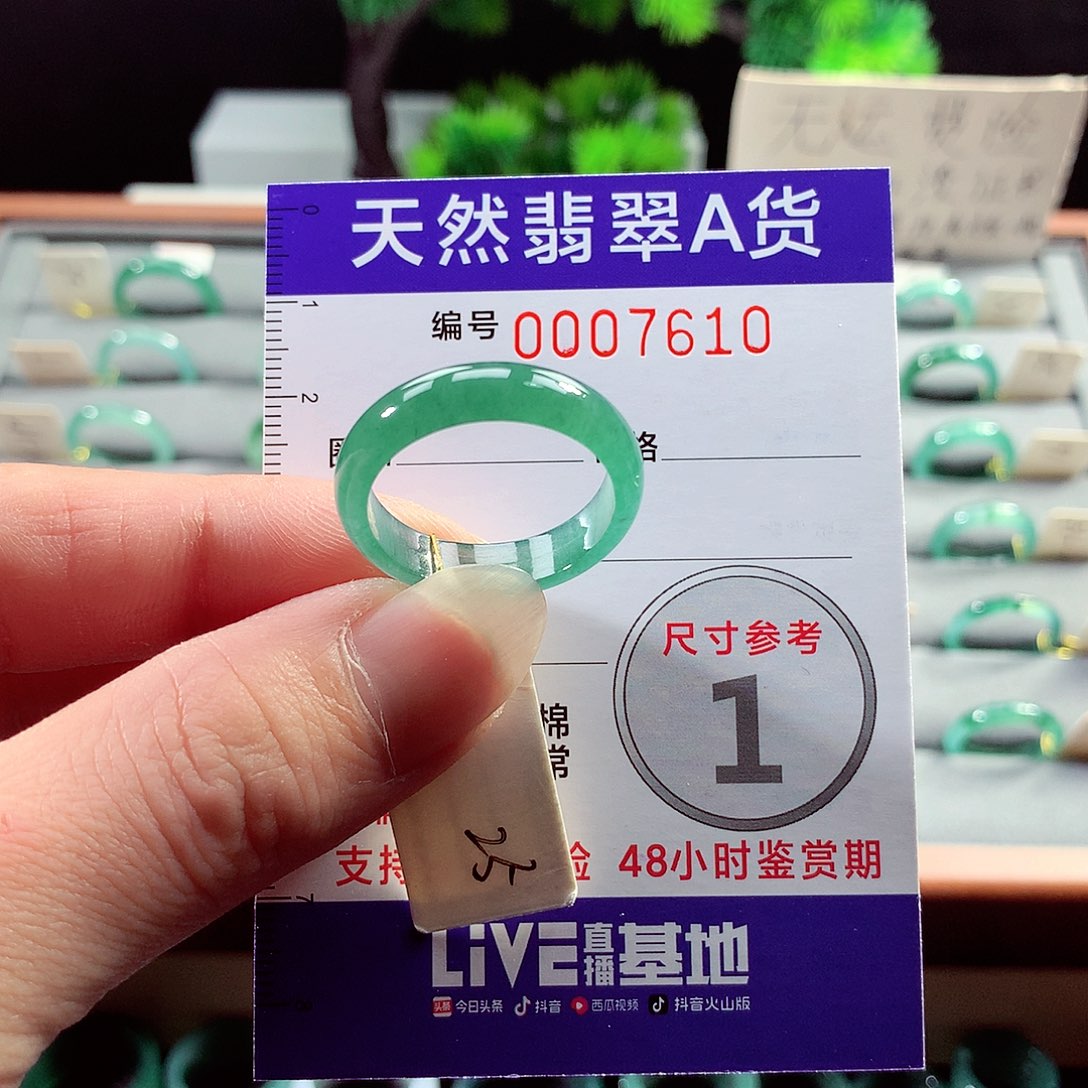 天然翡翠A货
编号 0007610
0
1
2
格
尺寸参考
1
棉
常
支持 验 48小时鉴赏期
7
25
LiVE直播基地
头条 今日头条 抖音 西瓜视频 抖音火山版